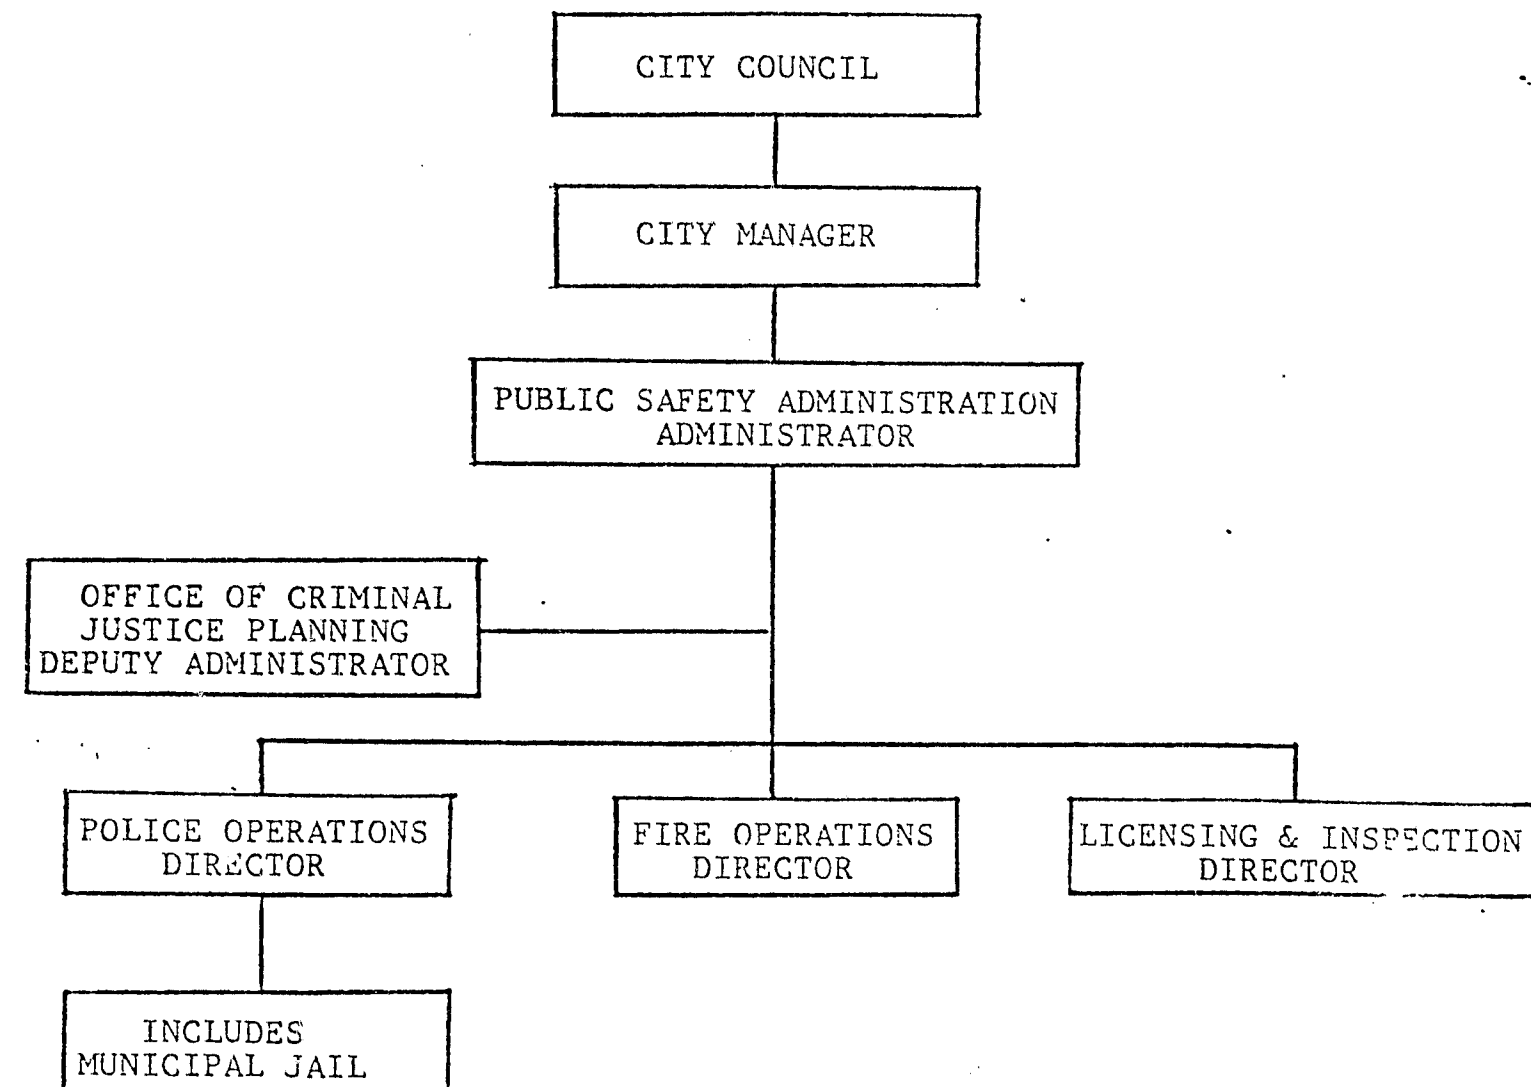 CITY COUNCIL
CITY MANAGER
PUBLIC SAFETY ADMINISTRATION
ADMINISTRATOR
OFFICE OF CRIMINAL
JUSTICE PLANNING
DEPUTY ADMINISTRATOR
POLICE OPERATIONS
DIRECTOR
FIRE OPERATIONS
DIRECTOR
LICENSING & INSPECTION
DIRECTOR
INCLUDES
MUNICIPAL JAIL